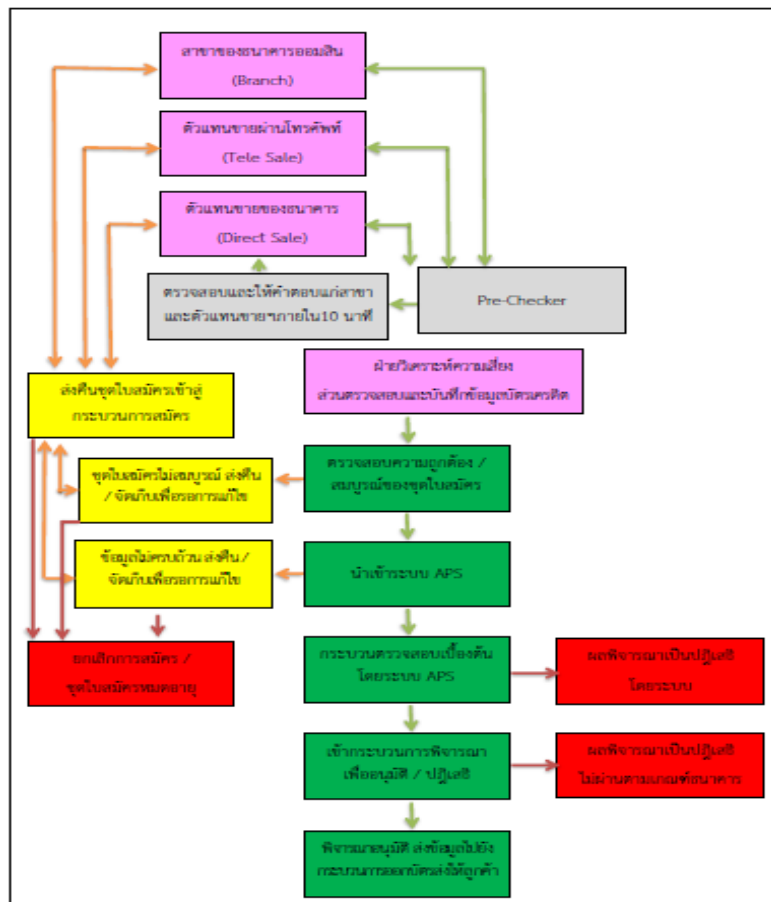 สาขาของธนาคารออมสิน
(Branch)
ตัวแทนขายผ่านโทรศัพท์
(Tele Sale)
ตัวแทนขายของธนาคาร
(Direct Sale)
ตรวจสอบและให้คำตอบแก่สาขา
และตัวแทนขายฯภายใน10 นาที
Pre-Checker
ฝ่ายวิเคราะห์ความเสี่ยง
ส่วนตรวจสอบและบันทึกข้อมูลบัตรเครดิต
ส่งคืนชุดใบสมัครเข้าสู่
กระบวนการสมัคร
ตรวจสอบความถูกต้อง /
สมบูรณ์ของชุดใบสมัคร
ชุดใบสมัครไม่สมบูรณ์ ส่งคืน
/ จัดเก็บเพื่อรอการแก้ไข
ข้อมูลไม่ครบถ้วน ส่งคืน /
จัดเก็บเพื่อรอการแก้ไข
นำเข้าระบบ APS
ยกเลิกการสมัคร /
ชุดใบสมัครหมดอายุ
กระบวนตรวจสอบเบื้องต้น
โดยระบบ APS
ผลพิจารณาเป็นปฏิเสธ
โดยระบบ
เข้ากระบวนการพิจารณา
เพื่ออนุมัติ / ปฏิเสธ
ผลพิจารณาเป็นปฏิเสธ
ไม่ผ่านตามเกณฑ์ธนาคาร
พิจารณาอนุมัติ ส่งข้อมูลไปยัง
กระบวนการออกบัตรส่งให้ลูกค้า